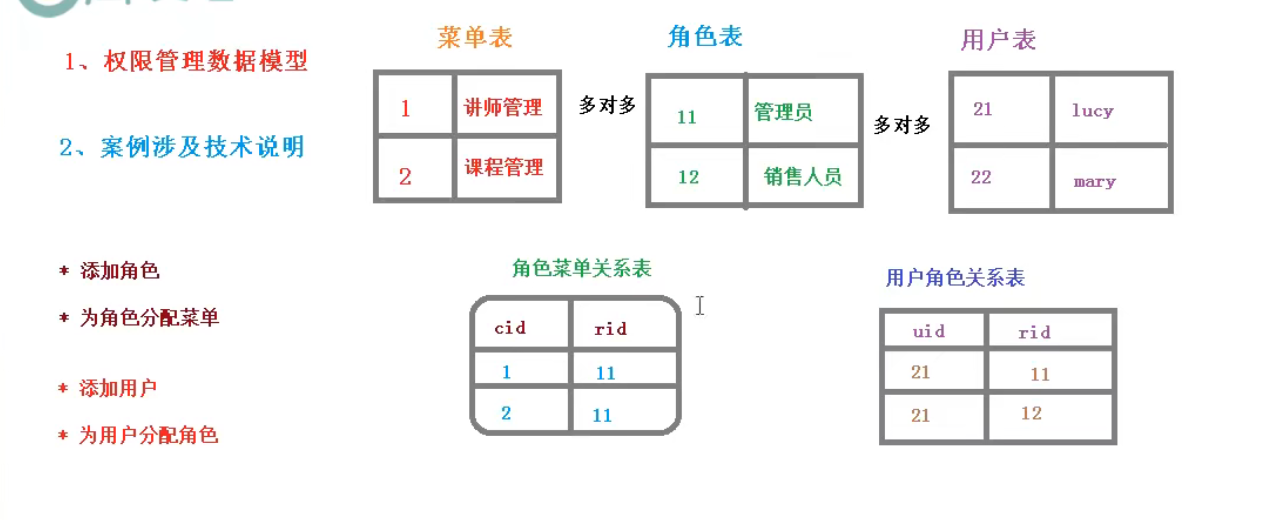 1、权限管理数据模型
2、案例涉及技术说明
菜单表
1 讲师管理
2 课程管理
多对多
角色表
11 管理员
12 销售人员
多对多
用户表
21 lucy
22 mary
* 添加角色
* 为角色分配菜单
* 添加用户
* 为用户分配角色
角色菜单关系表
cid rid
1 11
2 11
用户角色关系表
uid rid
21 11
21 12